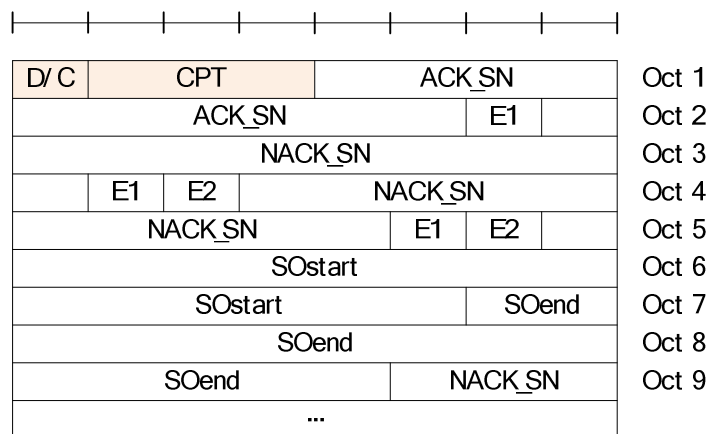 D/C CPT ACK_SN Oct 1
ACK_SN E1 Oct 2
NACK_SN Oct 3
E1 E2 NACK_SN Oct 4
NACK_SN E1 E2 Oct 5
SOstart Oct 6
SOstart SOend Oct 7
SOend Oct 8
SOend NACK_SN Oct 9
...